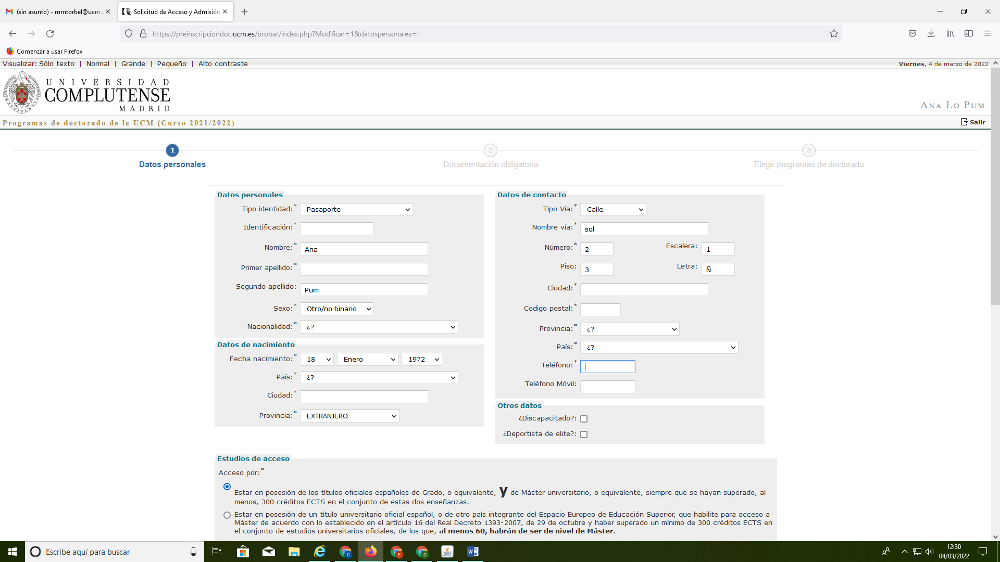 (sin asunto) - mmtorbel@ucm.e
Solicitud de Acceso y Admisión
https://preinscripciondoc.ucm.es/probar/index.php?Modificar=1&datospersonales=1
Comenzar a usar Firefox
Visualizar: Sólo texto | Normal | Grande | Pequeño | Alto contraste
Viernes, 4 de marzo de 2022
UNIVERSIDAD
COMPLUTENSE
MADRID
Ana Lo Pum
Programas de doctorado de la UCM (Curso 2021/2022)
Salir
1
2
3
Datos personales
Documentación obligatoria
Elegir programas de doctorado
Datos personales
Tipo identidad:* Pasaporte
Identificación:*
Nombre:* Ana
Primer apellido:*
Segundo apellido: Pum
Sexo:* Otro/no binario
Nacionalidad:* ¿?
Datos de nacimiento
Fecha nacimiento:* 18 Enero 1972
País:* ¿?
Ciudad:*
Provincia:* EXTRANJERO
Datos de contacto
Tipo Via:* Calle
Nombre vía:* sol
Número:* 2 Escalera: 1
Piso: 3 Letra: Ñ
Ciudad:*
Codigo postal:*
Provincia:* ¿?
País:* ¿?
Teléfono:*
Teléfono Móvil:
Otros datos
¿Discapacitado?:
¿Deportista de elite?:
Estudios de acceso
Acceso por:*
Estar en posesión de los títulos oficiales españoles de Grado, o equivalente, y de Máster universitario, o equivalente, siempre que se hayan superado, al
menos, 300 créditos ECTS en el conjunto de estas dos enseñanzas.
Estar en posesión de un título universitario oficial español, o de otro país integrante del Espacio Europeo de Educación Superior, que habilite para acceso a
Máster de acuerdo con lo establecido en el artículo 16 del Real Decreto 1393-2007, de 29 de octubre y haber superado un mínimo de 300 créditos ECTS en
el conjunto de estudios universitarios oficiales, de los que, al menos 60, habrán de ser de nivel de Máster.
Escribe aquí para buscar
C
E
G
12:30
04/03/2022